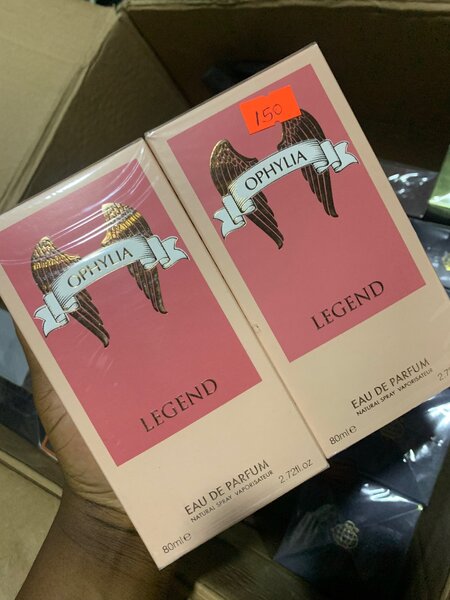 OPHYLIA
LEGEND
EAU DE PARFUM
NATURAL SPRAY VAPORISATEUR
80ml e 2.72fl.oz
150
OPHYLIA
LEGEND
EAU DE PARFUM
NATURAL SPRAY VAPORISATEUR
80ml e 2.7